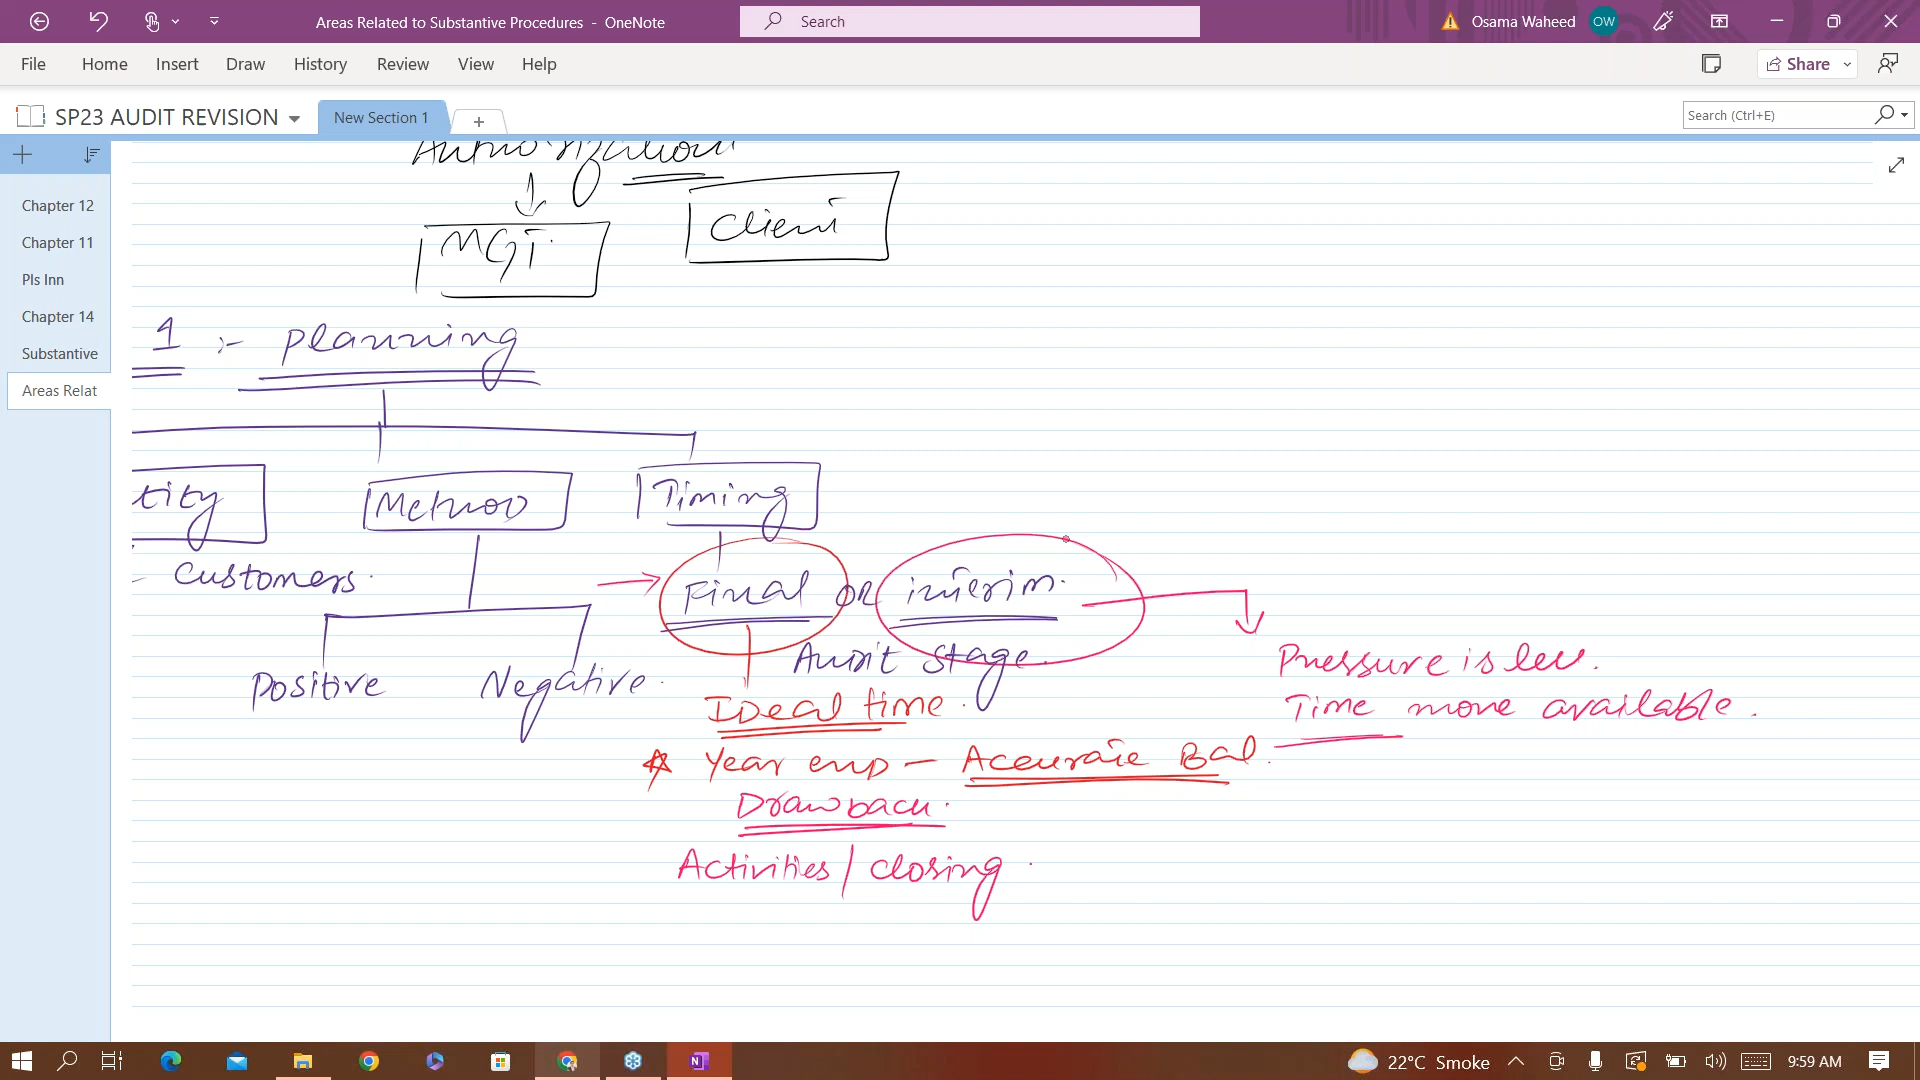 Areas Related to Substantive Procedures - OneNote
Search
Osama Waheed
OW
File
Home
Insert
Draw
History
Review
View
Help
Share
SP23 AUDIT REVISION
New Section 1
Search (Ctrl+E)
Chapter 12
Chapter 11
Pls Inn
Chapter 14
Substantive
Areas Relat
Authorization
MGT
Client
1 :- Planning
tity
Method
Timing
- Customers.
Positive
Negative.
Final OR interim.
Audit Stage.
Pressure is less.
Time more available.
Ideal time.
Year end - Accurate Bal.
Drawback.
Activities / closing.
22°C Smoke
9:59 AM